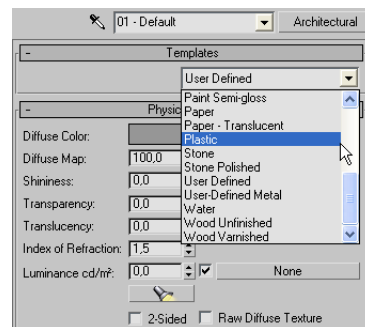 01 - Default Architectural
- Templates
User Defined
Paint Semi-gloss
Paper
Paper - Translucent
Plastic
Stone
Stone Polished
User Defined
User-Defined Metal
Water
Wood Unfinished
Wood Varnished
- Physic
Diffuse Color:
Diffuse Map: 100,0
Shininess: 0,0
Transparency: 0,0
Translucency: 0,0
Index of Refraction: 1,5
Luminance cd/m²: 0,0 None
2-Sided Raw Diffuse Texture